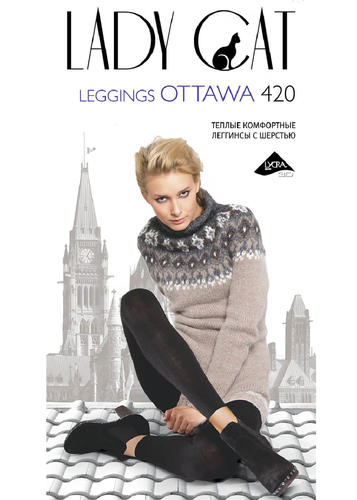 LADY CAT
LEGGINGS OTTAWA 420
ТЕПЛЫЕ КОМФОРТНЫЕ
ЛЕГГИНСЫ С ШЕРСТЬЮ
LYCRA